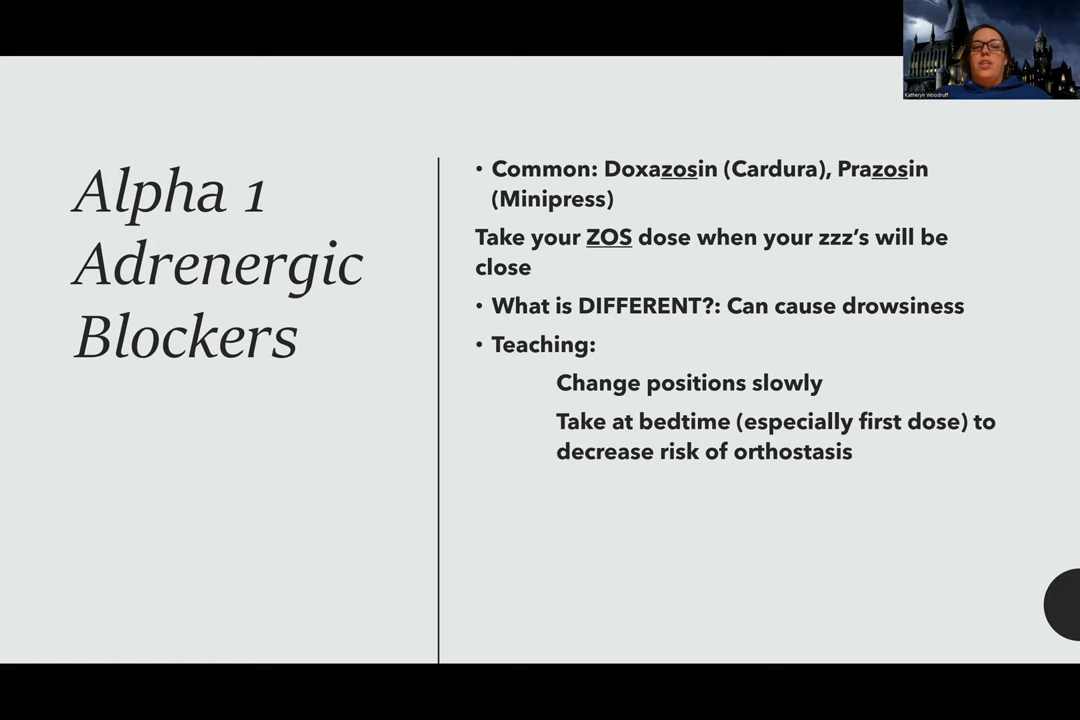 Katheryn Woodruff
Alpha 1
Adrenergic
Blockers
• Common: Doxazosin (Cardura), Prazosin
(Minipress)
Take your ZOS dose when your zzz’s will be
close
• What is DIFFERENT?: Can cause drowsiness
• Teaching:
Change positions slowly
Take at bedtime (especially first dose) to
decrease risk of orthostasis